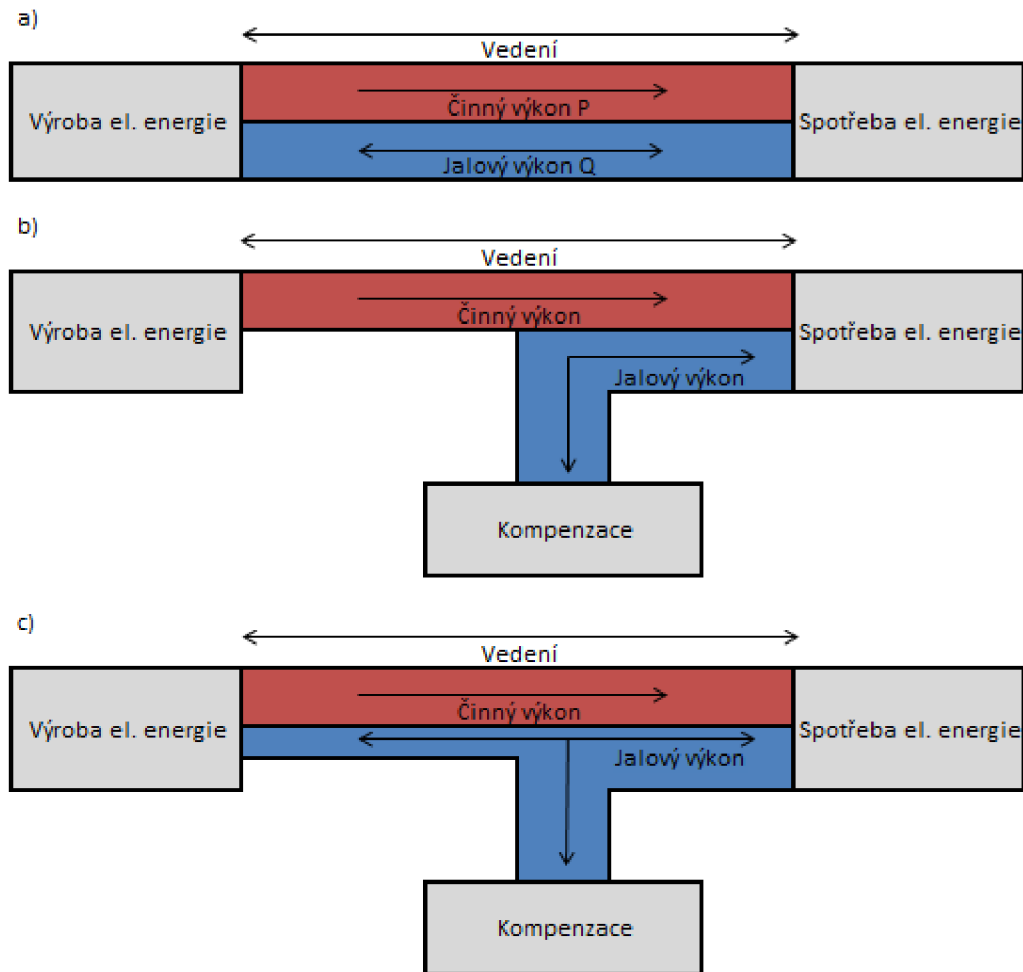 a)
Vedení
Výroba el. energie
Činný výkon P
Spotřeba el. energie
Jalový výkon Q
b)
Vedení
Výroba el. energie
Činný výkon
Spotřeba el. energie
Jalový výkon
Kompenzace
c)
Vedení
Výroba el. energie
Činný výkon
Spotřeba el. energie
Jalový výkon
Kompenzace